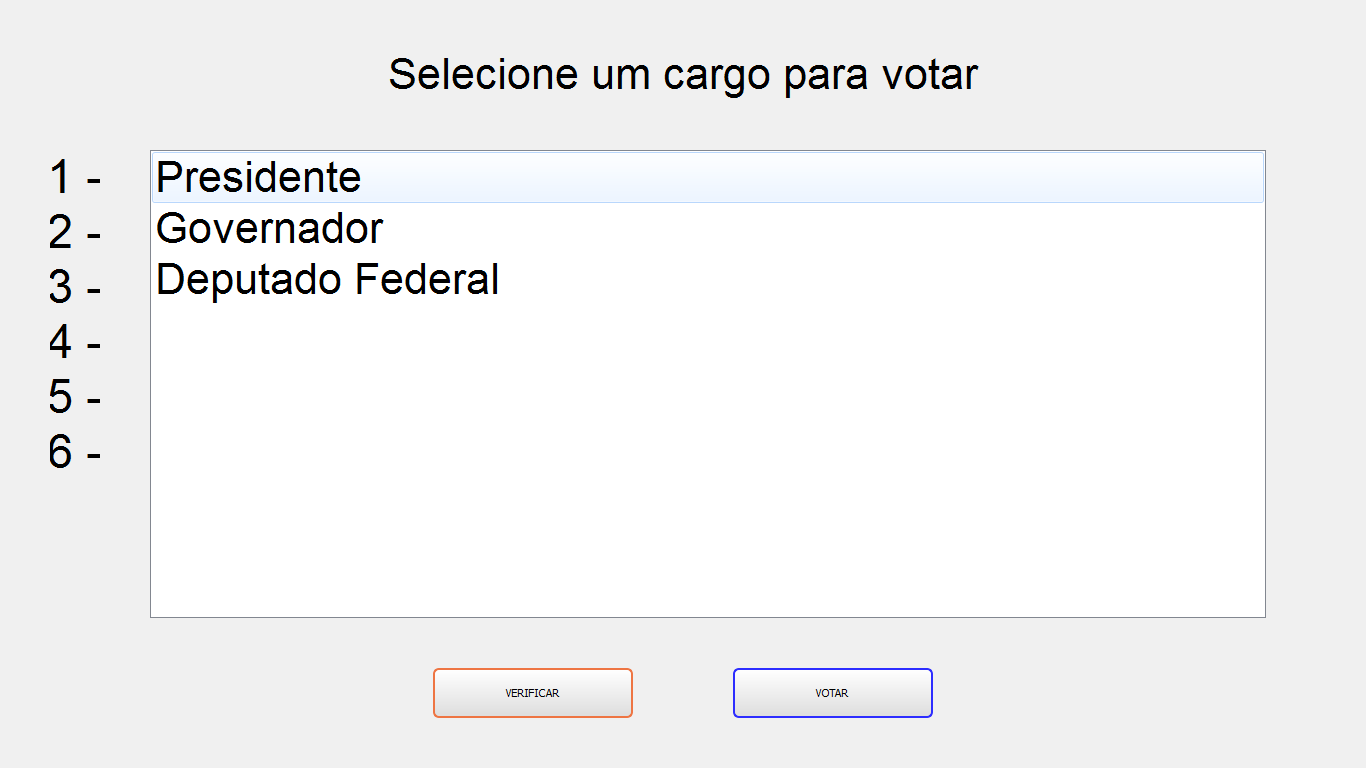 Selecione um cargo para votar
1 - Presidente
2 - Governador
3 - Deputado Federal
4 -
5 -
6 -
VERIFICAR
VOTAR